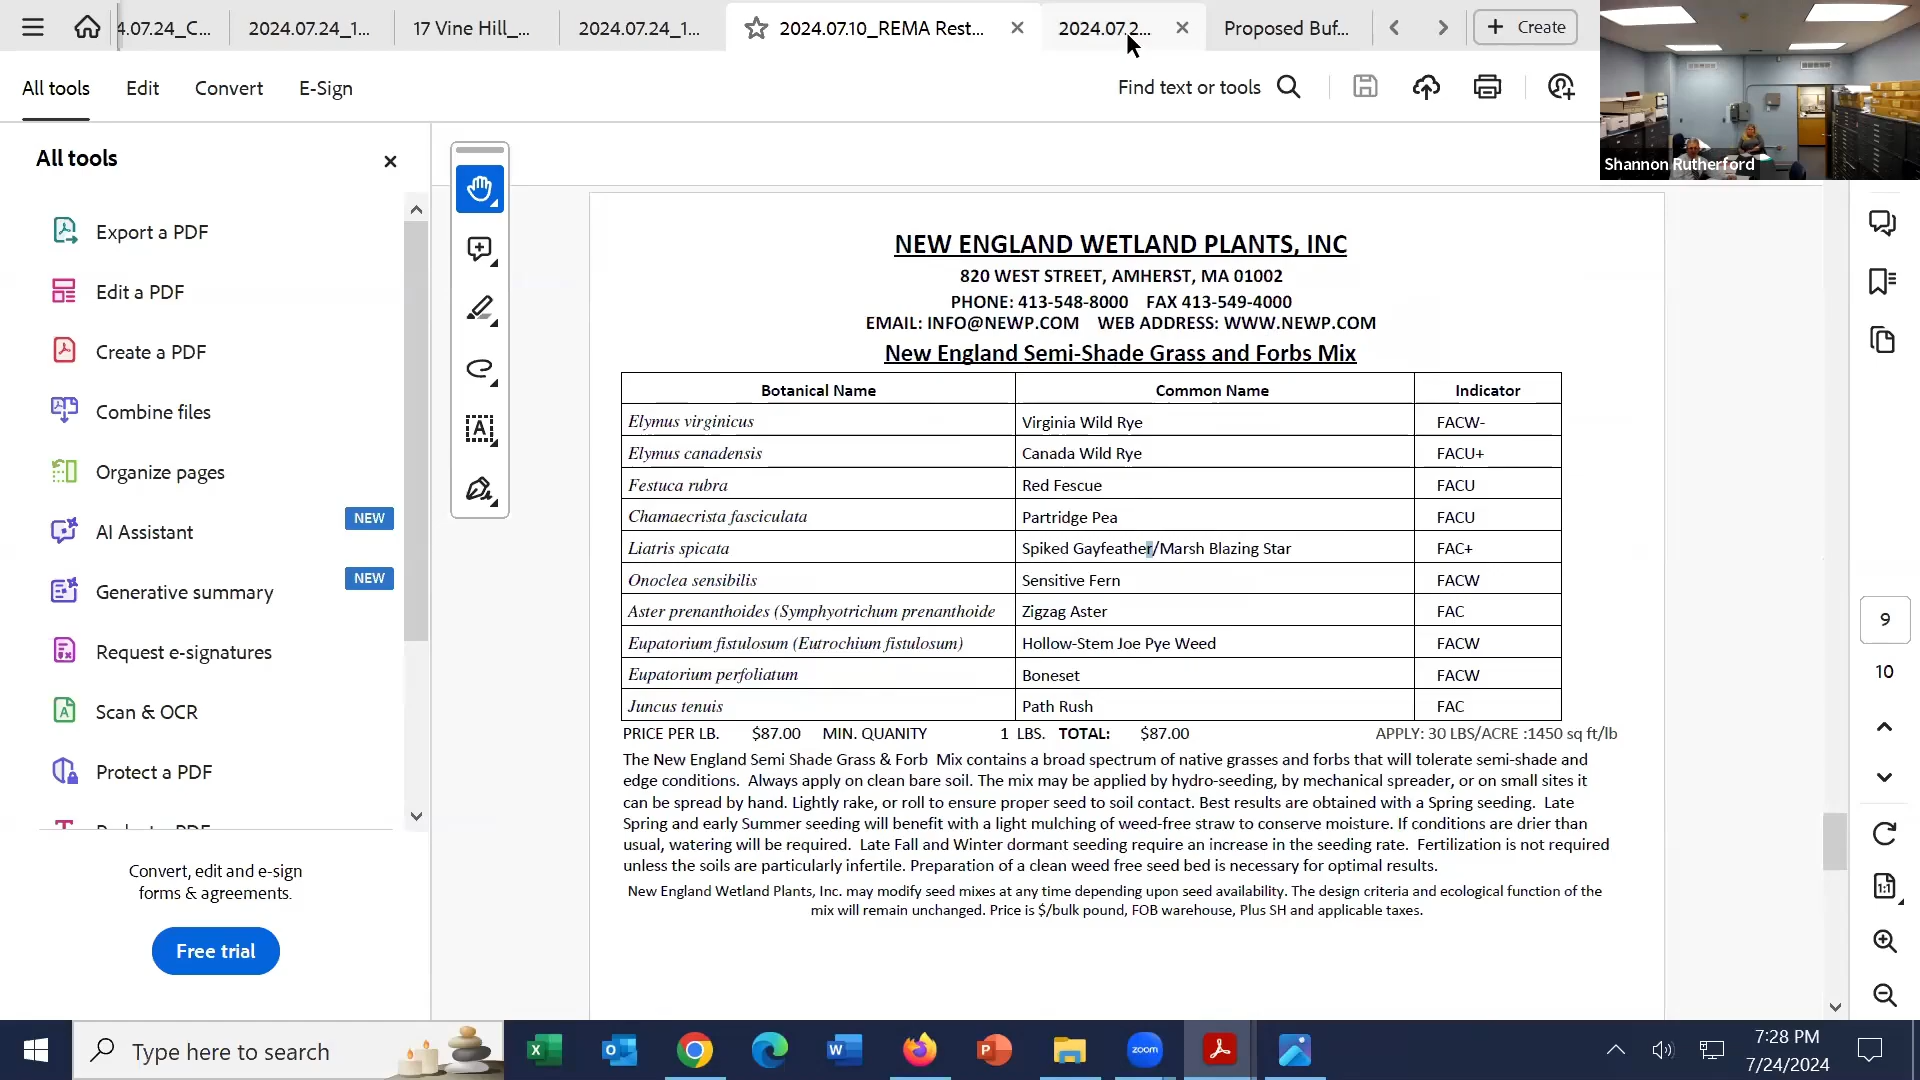 4.07.24_C...
2024.07.24_1...
17 Vine Hill_...
2024.07.24_1...
2024.07.10_REMA Rest...
2024.07.2...
Proposed Buf...
Create
All tools
Edit
Convert
E-Sign
Find text or tools
Shannon Rutherford
All tools
Export a PDF
Edit a PDF
Create a PDF
Combine files
Organize pages
AI Assistant
NEW
Generative summary
NEW
Request e-signatures
Scan & OCR
Protect a PDF
Convert, edit and e-sign
forms & agreements.
Free trial
NEW ENGLAND WETLAND PLANTS, INC
820 WEST STREET, AMHERST, MA 01002
PHONE: 413-548-8000 FAX 413-549-4000
EMAIL: INFO@NEWP.COM WEB ADDRESS: WWW.NEWP.COM
New England Semi-Shade Grass and Forbs Mix
Botanical Name Common Name Indicator
Elymus virginicus Virginia Wild Rye FACW-
Elymus canadensis Canada Wild Rye FACU+
Festuca rubra Red Fescue FACU
Chamaecrista fasciculata Partridge Pea FACU
Liatris spicata Spiked Gayfeather/Marsh Blazing Star FAC+
Onoclea sensibilis Sensitive Fern FACW
Aster prenanthoides (Symphyotrichum prenanthoide Zigzag Aster FAC
Eupatorium fistulosum (Eutrochium fistulosum) Hollow-Stem Joe Pye Weed FACW
Eupatorium perfoliatum Boneset FACW
Juncus tenuis Path Rush FAC
PRICE PER LB. $87.00 MIN. QUANITY 1 LBS. TOTAL: $87.00 APPLY: 30 LBS/ACRE :1450 sq ft/lb
The New England Semi Shade Grass & Forb Mix contains a broad spectrum of native grasses and forbs that will tolerate semi-shade and
edge conditions. Always apply on clean bare soil. The mix may be applied by hydro-seeding, by mechanical spreader, or on small sites it
can be spread by hand. Lightly rake, or roll to ensure proper seed to soil contact. Best results are obtained with a Spring seeding. Late
Spring and early Summer seeding will benefit with a light mulching of weed-free straw to conserve moisture. If conditions are drier than
usual, watering will be required. Late Fall and Winter dormant seeding require an increase in the seeding rate. Fertilization is not required
unless the soils are particularly infertile. Preparation of a clean weed free seed bed is necessary for optimal results.
New England Wetland Plants, Inc. may modify seed mixes at any time depending upon seed availability. The design criteria and ecological function of the
mix will remain unchanged. Price is $/bulk pound, FOB warehouse, Plus SH and applicable taxes.
9
10
1:1
Type here to search
zoom
7:28 PM
7/24/2024